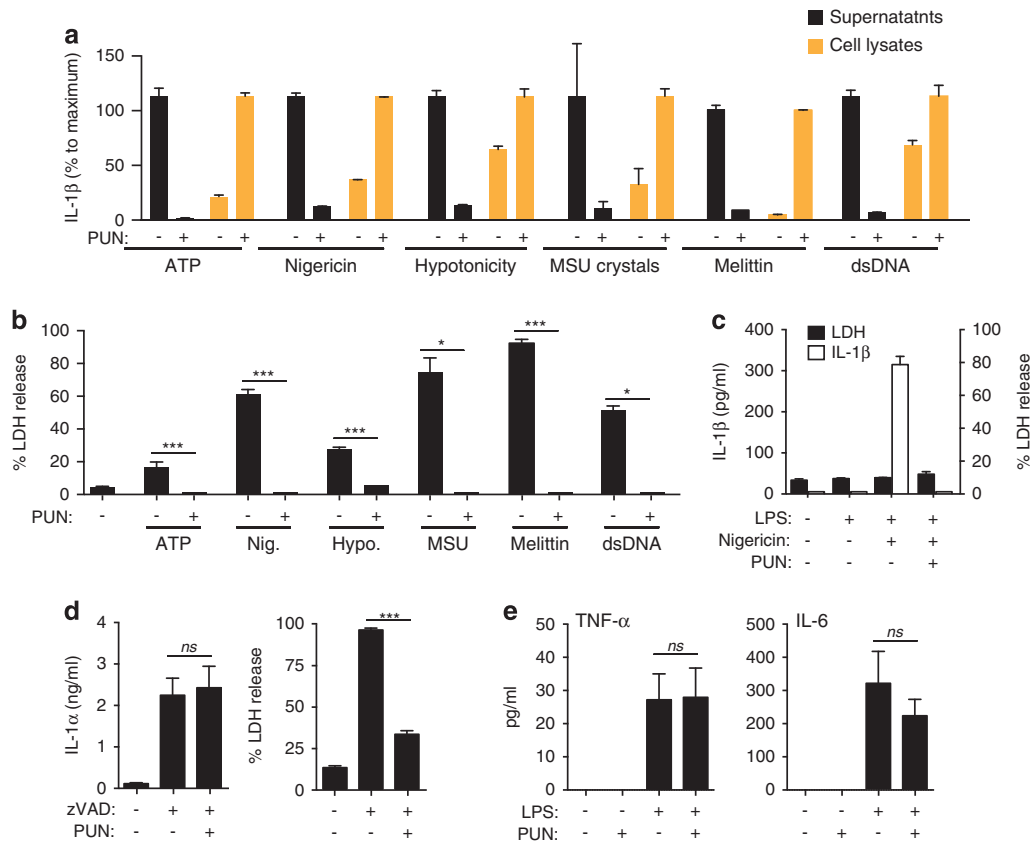 Supernatatnts
Cell lysates
a
IL-1β (% to maximum)
150
100
50
0
PUN: - + - + - + - + - + - + - + - + - + - + - + - +
ATP Nigericin Hypotonicity MSU crystals Melittin dsDNA
b
% LDH release
100
80
60
40
20
0
*** *** *** * *** *
PUN: - - + - + - + - + - + - +
ATP Nig. Hypo. MSU Melittin dsDNA
c
LDH
IL-1β
IL-1β (pg/ml)
400
300
200
100
0
% LDH release
100
80
60
40
20
0
LPS: - + + +
Nigericin: - - + +
PUN: - - - +
d
IL-1α (ng/ml)
4
3
2
1
0
ns
zVAD: - + +
PUN: - - +
% LDH release
100
75
50
25
0
***
- + +
- - +
e
TNF-α
pg/ml
50
40
30
20
10
0
ns
LPS: - - + +
PUN: - + - +
IL-6
500
400
300
200
100
0
ns
- - + +
- + - +